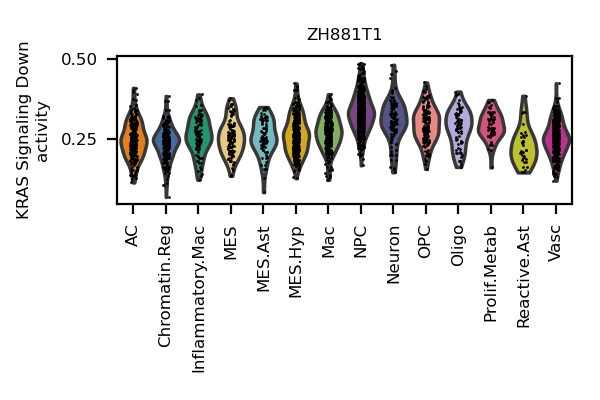 ZH881T1
KRAS Signaling Down
activity
0.50
0.25
AC
Chromatin.Reg
Inflammatory.Mac
MES
MES.Ast
MES.Hyp
Mac
NPC
Neuron
OPC
Oligo
Prolif.Metab
Reactive.Ast
Vasc